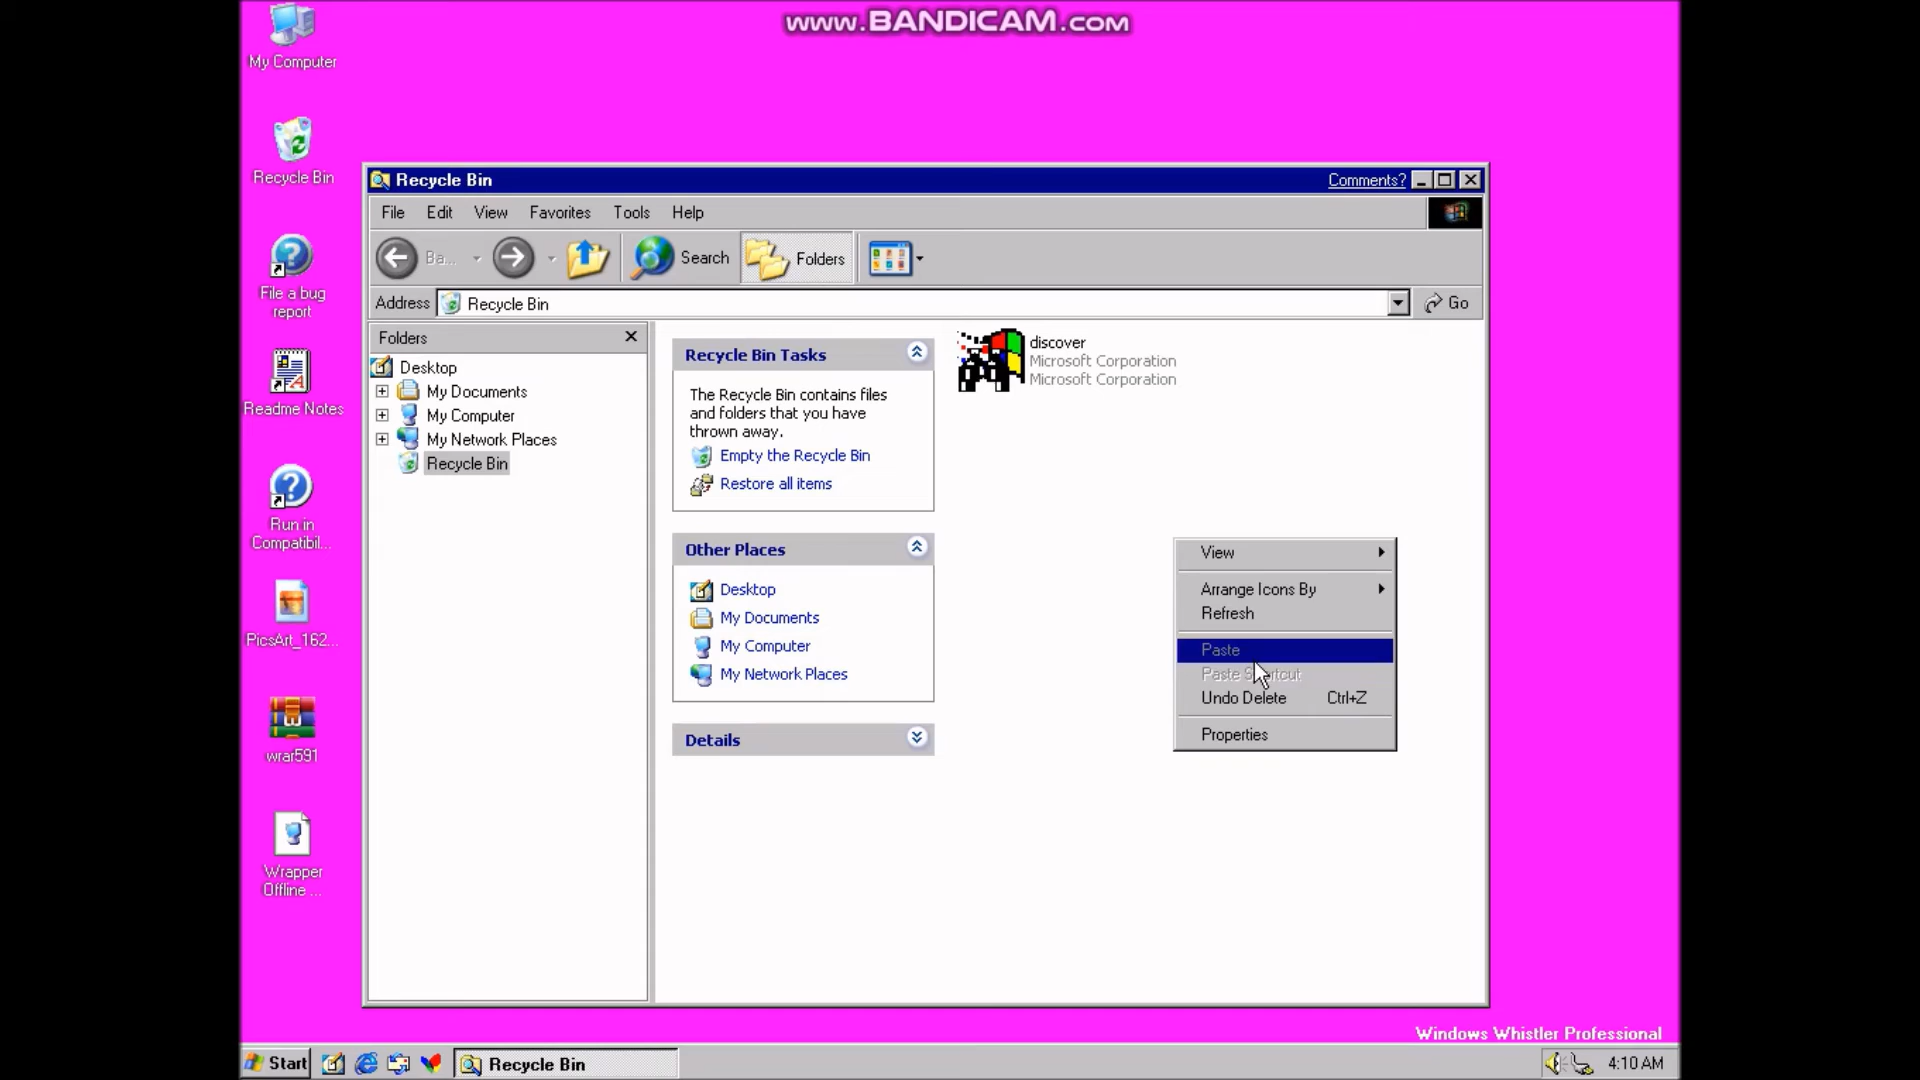 www.BANDICAM.com
My Computer
Recycle Bin
File a bug
report
Readme Notes
Run in
Compatibil...
PicsArt_162...
wrar591
Wrapper
Offline ...
Recycle Bin
Comments?
File Edit View Favorites Tools Help
Ba... Search Folders
Address Recycle Bin Go
Folders
Desktop
My Documents
My Computer
My Network Places
Recycle Bin
Recycle Bin Tasks
The Recycle Bin contains files
and folders that you have
thrown away.
Empty the Recycle Bin
Restore all items
Other Places
Desktop
My Documents
My Computer
My Network Places
Details
discover
Microsoft Corporation
Microsoft Corporation
View
Arrange Icons By
Refresh
Paste
Paste Shortcut
Undo Delete Ctrl+Z
Properties
Windows Whistler Professional
Start Recycle Bin 4:10 AM